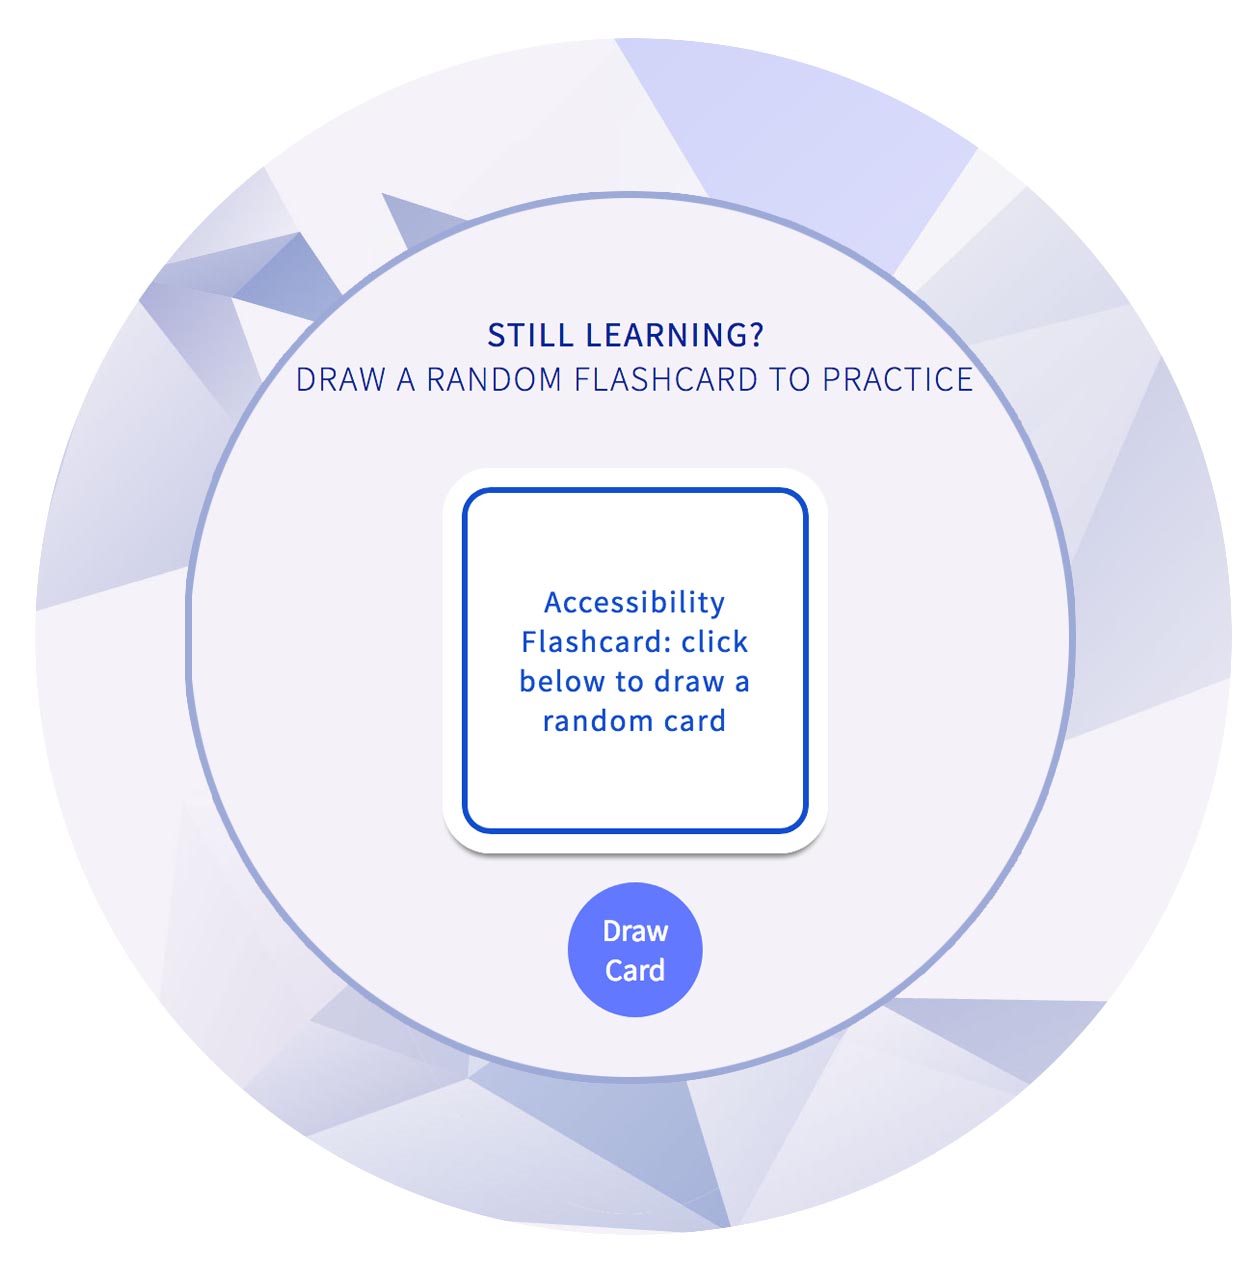 STILL LEARNING?
DRAW A RANDOM FLASHCARD TO PRACTICE
Accessibility
Flashcard: click
below to draw a
random card
Draw
Card